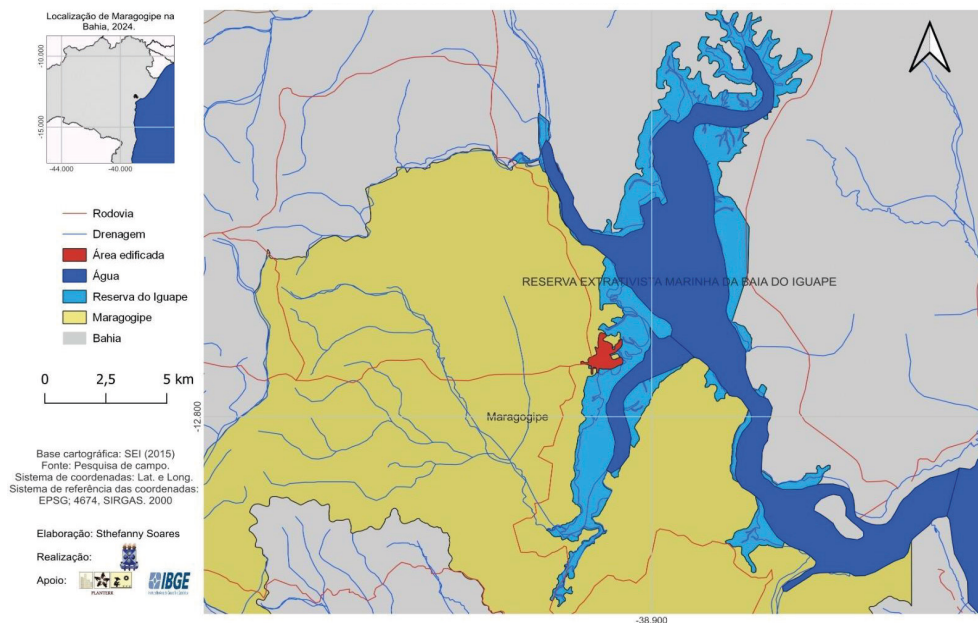 Localização de Maragogipe na
Bahia, 2024.
-10.000
-15.000
-44.000 -40.000
Rodovia
Drenagem
Área edificada
Água
Reserva do Iguape
Maragogipe
Bahia
0 2,5 5 km
Base cartográfica: SEI (2015)
Fonte: Pesquisa de campo.
Sistema de coordenadas: Lat. e Long.
Sistema de referência das coordenadas:
EPSG; 4674, SIRGAS. 2000
Elaboração: Sthefanny Soares
Realização:
Apoio:
PLANTERR
IBGE
RESERVA EXTRATIVISTA MARINHA DA BAIA DO IGUAPE
Maragogipe
-12.800
-38.900